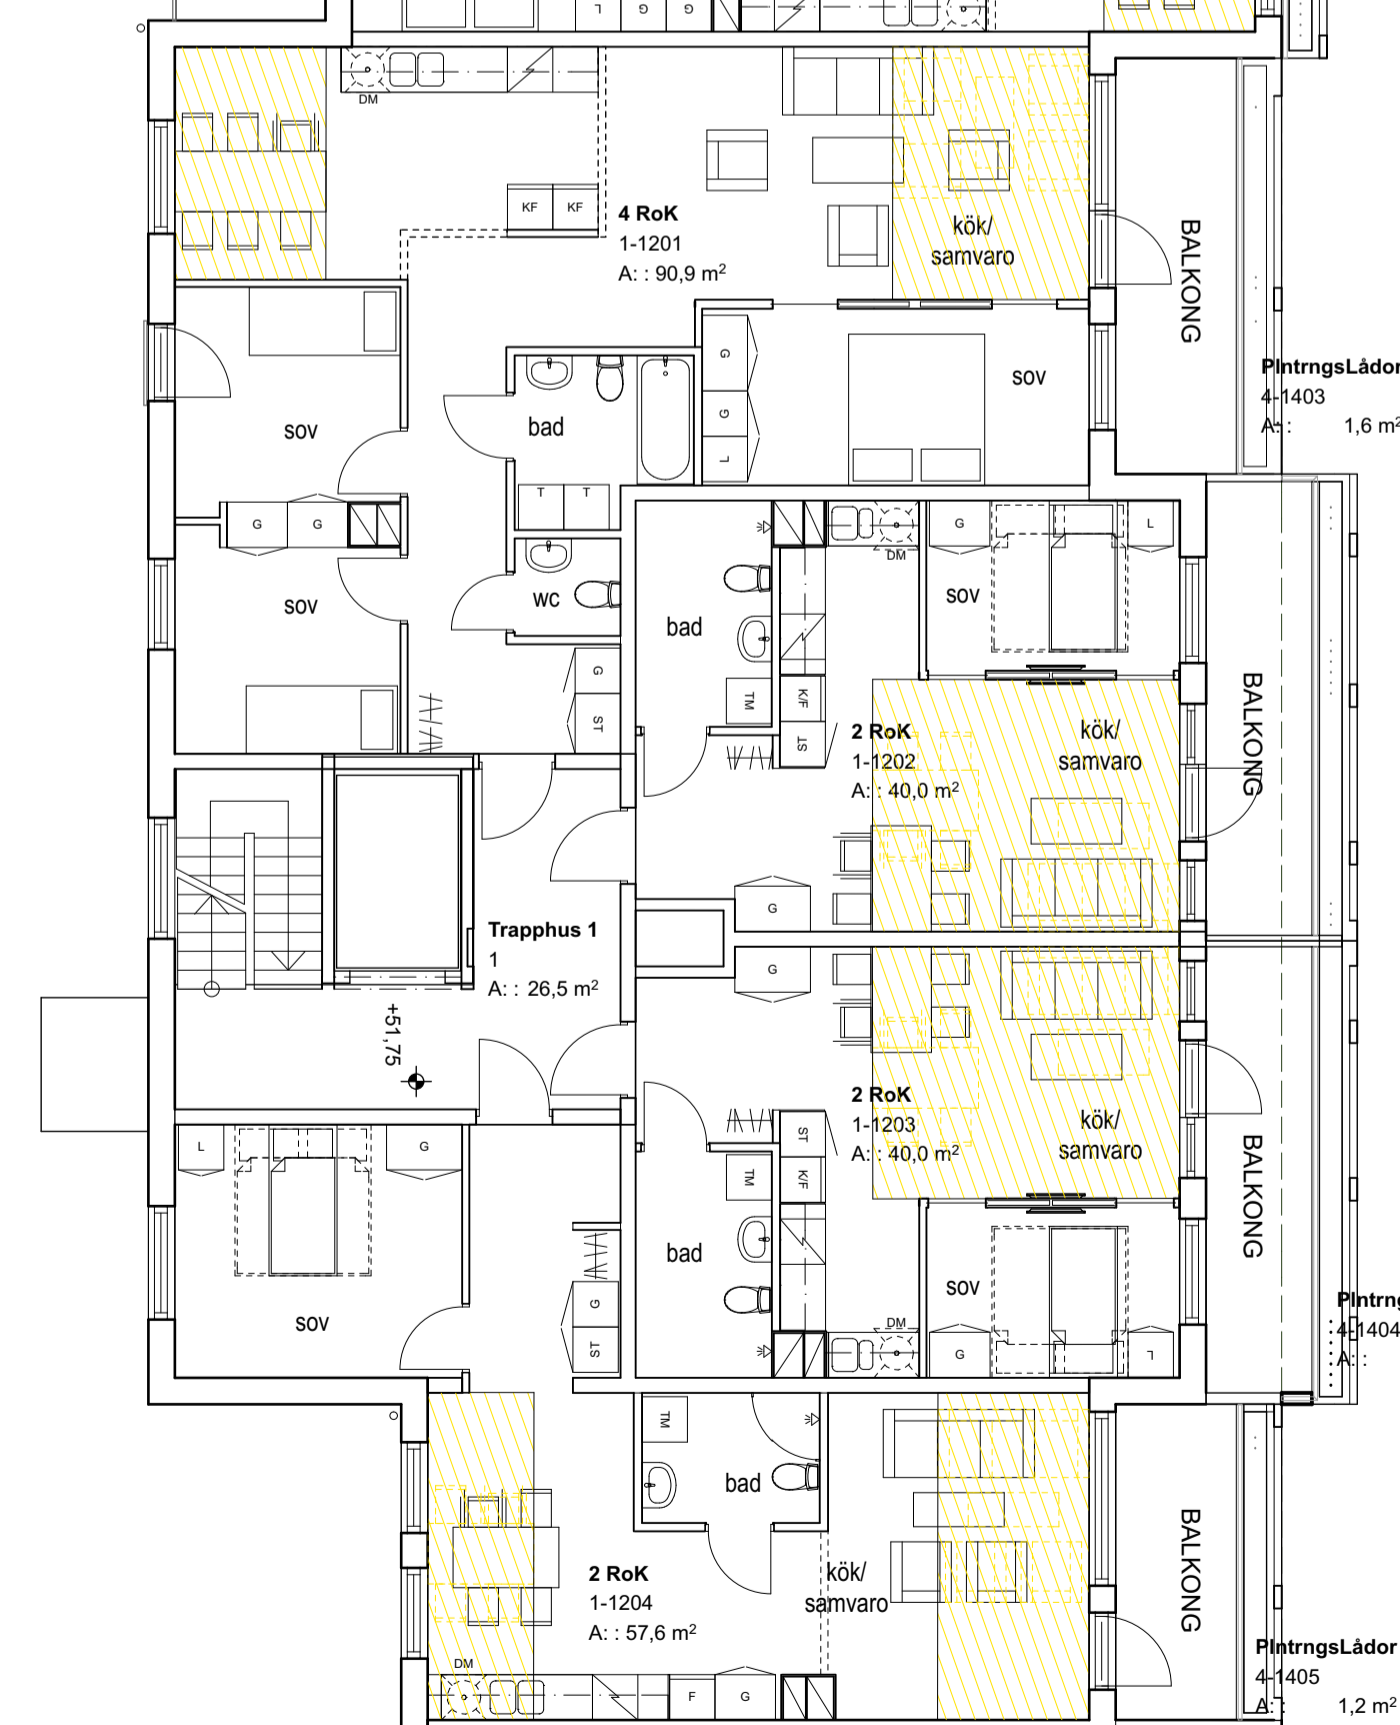 L
G
G
DM
KF
KF
4 RoK
1-1201
A: : 90,9 m²
kök/
samvaro
BALKONG
PlntrngsLådor
4-1403
A: : 1,6 m²
sov
G
G
L
sov
bad
T
T
G
G
sov
wc
G
ST
bad
TM
DM
K/F
ST
G
L
sov
2 RoK
1-1202
A: : 40,0 m²
kök/
samvaro
BALKONG
G
Trapphus 1
1
A: : 26,5 m²
+51,75
G
2 RoK
1-1203
A: : 40,0 m²
kök/
samvaro
BALKONG
ST
K/F
TM
bad
DM
sov
G
L
L
G
sov
G
ST
4-1404
A: :
TM
bad
2 RoK
1-1204
A: : 57,6 m²
kök/
samvaro
BALKONG
DM
F
G
PlntrngsLådor
4-1405
A: : 1,2 m²